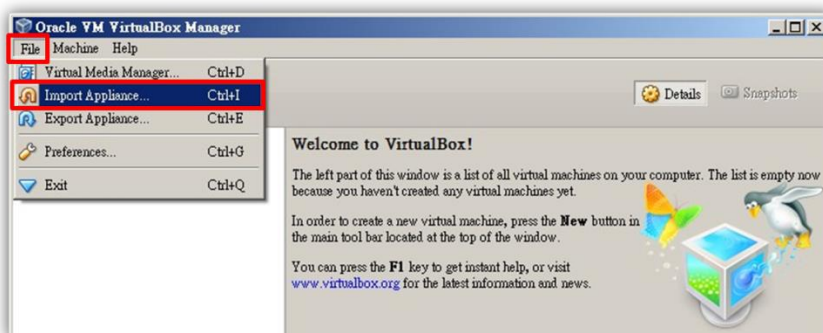 Oracle VM VirtualBox Manager
File Machine Help
Virtual Media Manager... Ctrl+D
Import Appliance... Ctrl+I
Export Appliance... Ctrl+E
Preferences... Ctrl+G
Exit Ctrl+Q
Details Snapshots
Welcome to VirtualBox!
The left part of this window is a list of all virtual machines on your computer. The list is empty now
because you haven't created any virtual machines yet.
In order to create a new virtual machine, press the New button in
the main tool bar located at the top of the window.
You can press the F1 key to get instant help, or visit
www.virtualbox.org for the latest information and news.